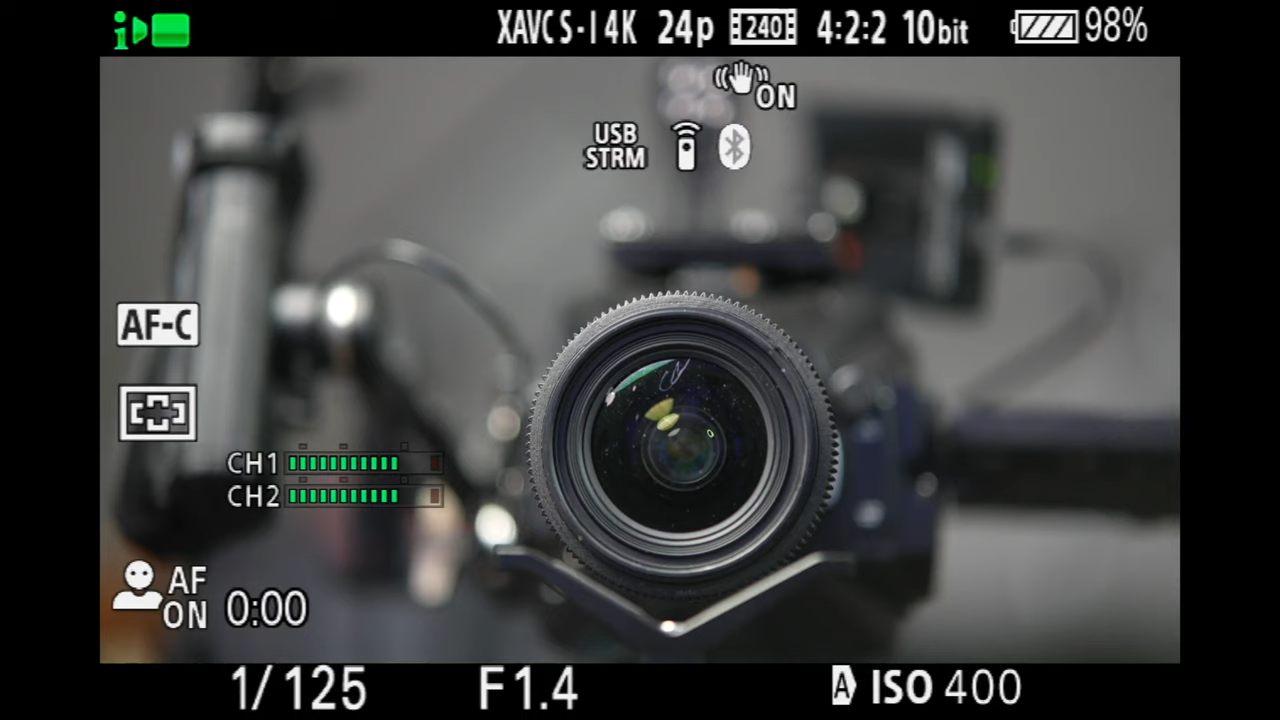 XAVC S-I 4K 24p 240 4:2:2 10bit 98%
ON
USB
STRM
AF-C
CH1
CH2
AF
ON 0:00
1/125 F1.4 A ISO 400